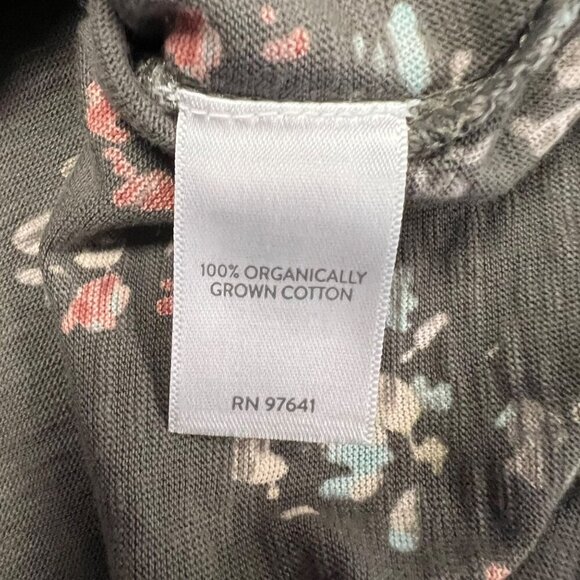 100% ORGANICALLY
GROWN COTTON
RN 97641